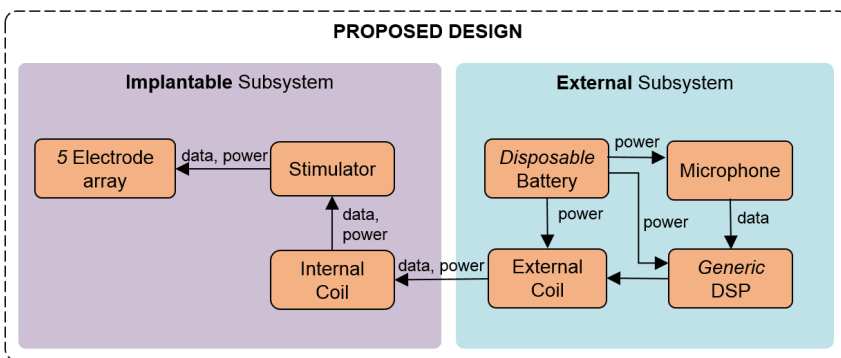 PROPOSED DESIGN
Implantable Subsystem
External Subsystem
5 Electrode
array
data, power
Stimulator
data,
power
Internal
Coil
data, power
Disposable
Battery
power
Microphone
power
power
data
External
Coil
Generic
DSP